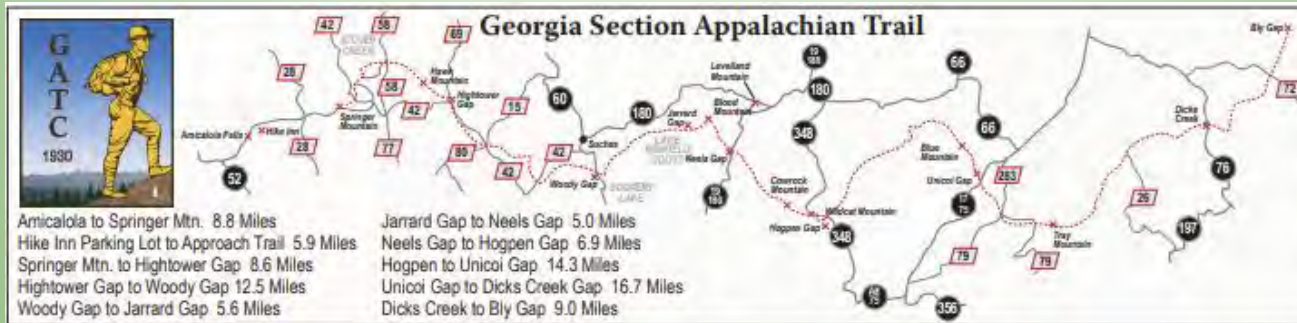 Georgia Section Appalachian Trail
GATC
1930
42
58
69
28
58
42
15
28
77
80
42
42
52
60
180
180
348
348
66
66
283
79
79
356
26
197
76
72
Hawk Mountain
Hightower Gap
Springer Mountain
Amicalola Falls
Hike Inn
Suches
Woody Gap
Jarrard Gap
Blood Mountain
Levelland Mountain
Neels Gap
Cowrock Mountain
Wildcat Mountain
Hogpen Gap
Blue Mountain
Unicoi Gap
Tray Mountain
Dicks Creek
Bly Gap
Amicalola to Springer Mtn. 8.8 Miles
Hike Inn Parking Lot to Approach Trail 5.9 Miles
Springer Mtn. to Hightower Gap 8.6 Miles
Hightower Gap to Woody Gap 12.5 Miles
Woody Gap to Jarrard Gap 5.6 Miles
Jarrard Gap to Neels Gap 5.0 Miles
Neels Gap to Hogpen Gap 6.9 Miles
Hogpen to Unicoi Gap 14.3 Miles
Unicoi Gap to Dicks Creek Gap 16.7 Miles
Dicks Creek to Bly Gap 9.0 Miles